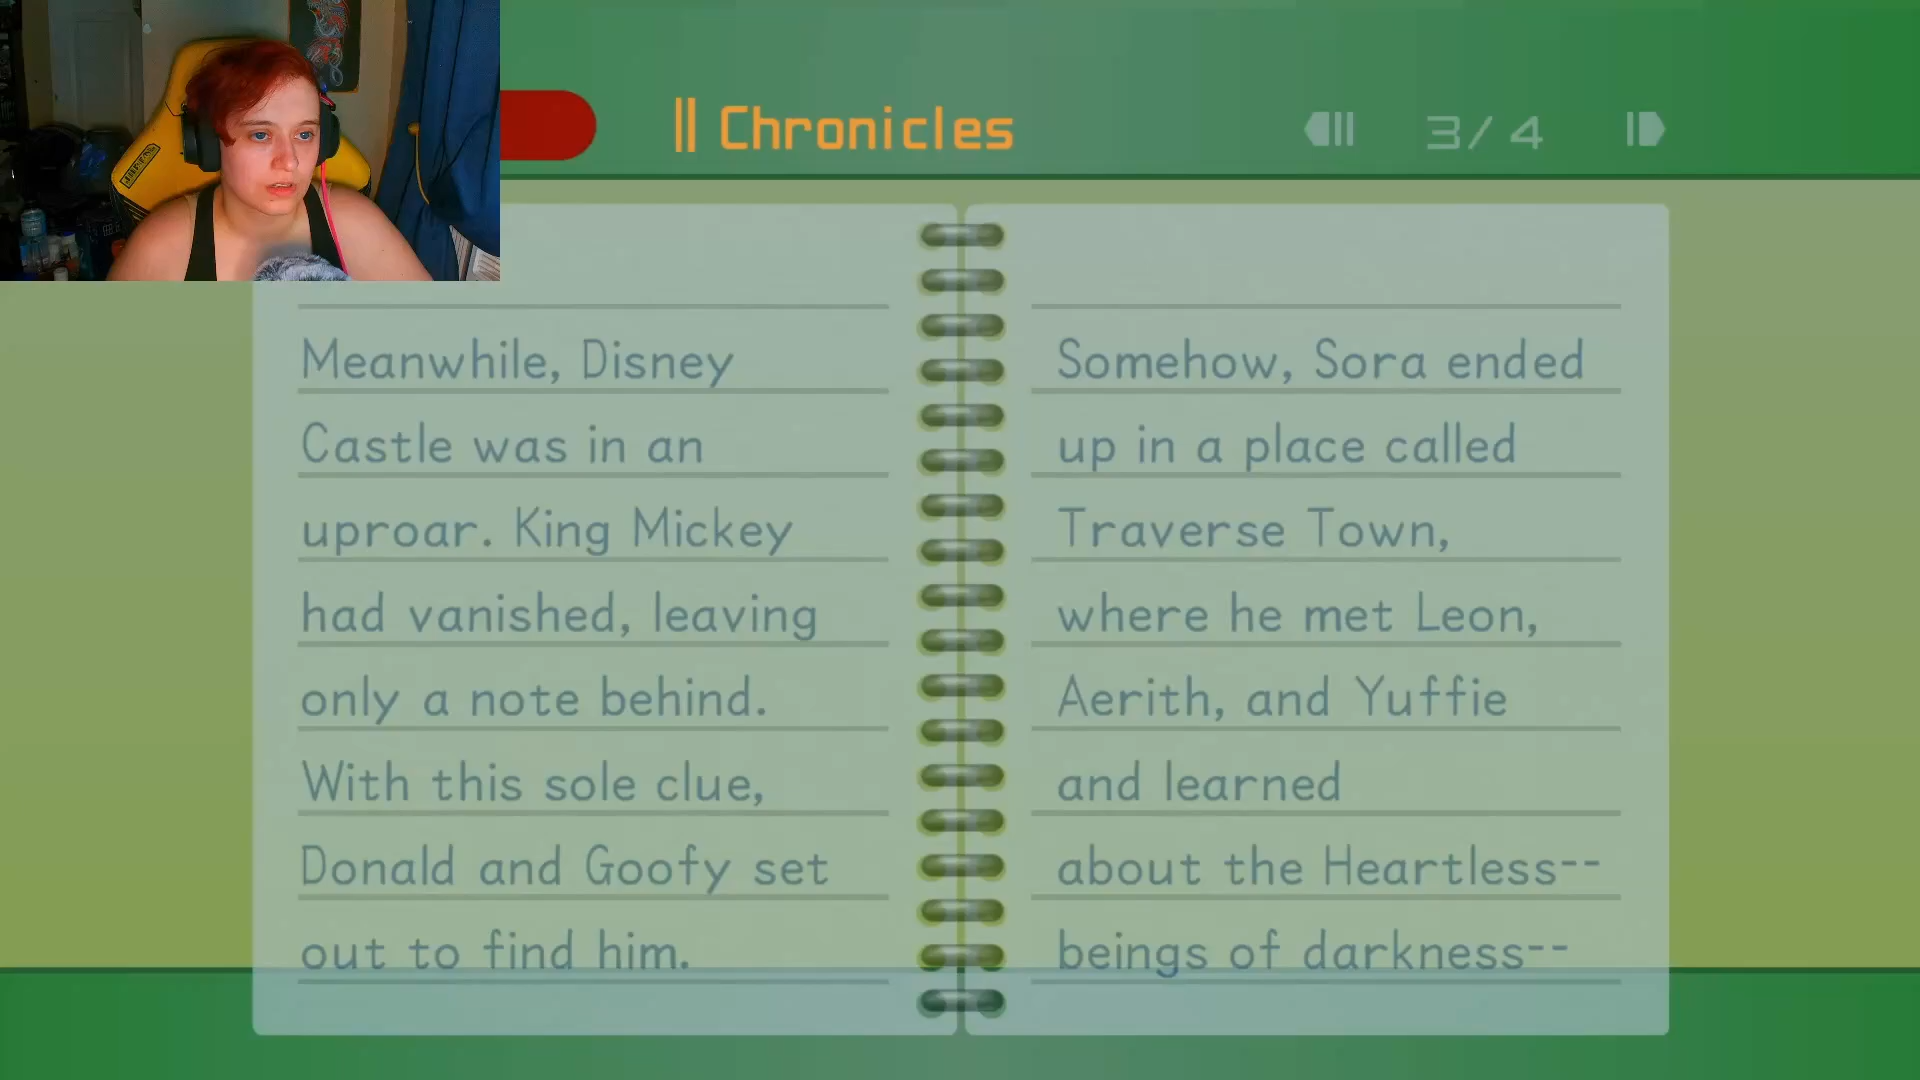 Chronicles
3/4
Meanwhile, Disney
Castle was in an
uproar. King Mickey
had vanished, leaving
only a note behind.
With this sole clue,
Donald and Goofy set
out to find him.
Somehow, Sora ended
up in a place called
Traverse Town,
where he met Leon,
Aerith, and Yuffie
and learned
about the Heartless--
beings of darkness--